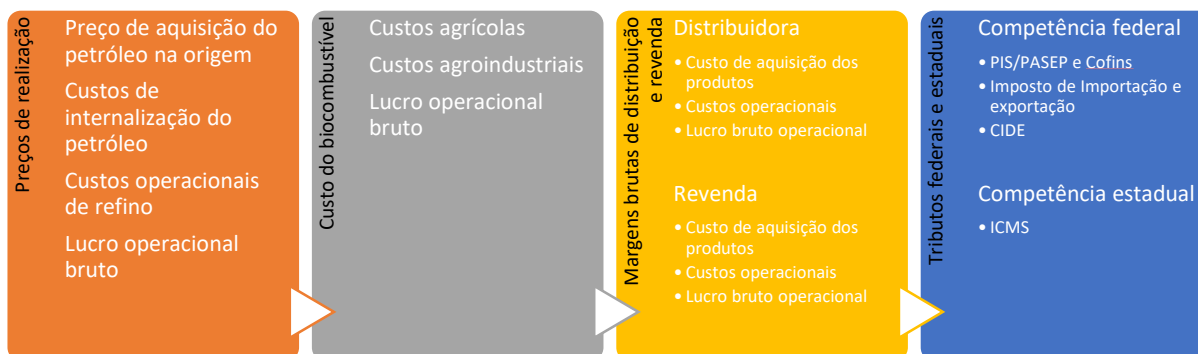 Preços de realização
Preço de aquisição do
petróleo na origem
Custos de
internalização do
petróleo
Custos operacionais
de refino
Lucro operacional
bruto
Custo do biocombustível
Custos agrícolas
Custos agroindustriais
Lucro operacional
bruto
Margens brutas de distribuição
e revenda
Distribuidora
• Custo de aquisição dos
produtos
• Custos operacionais
• Lucro bruto operacional
Revenda
• Custo de aquisição dos
produtos
• Custos operacionais
• Lucro bruto operacional
Tributos federais e estaduais
Competência federal
• PIS/PASEP e Cofins
• Imposto de Importação e
exportação
• CIDE
Competência estadual
• ICMS